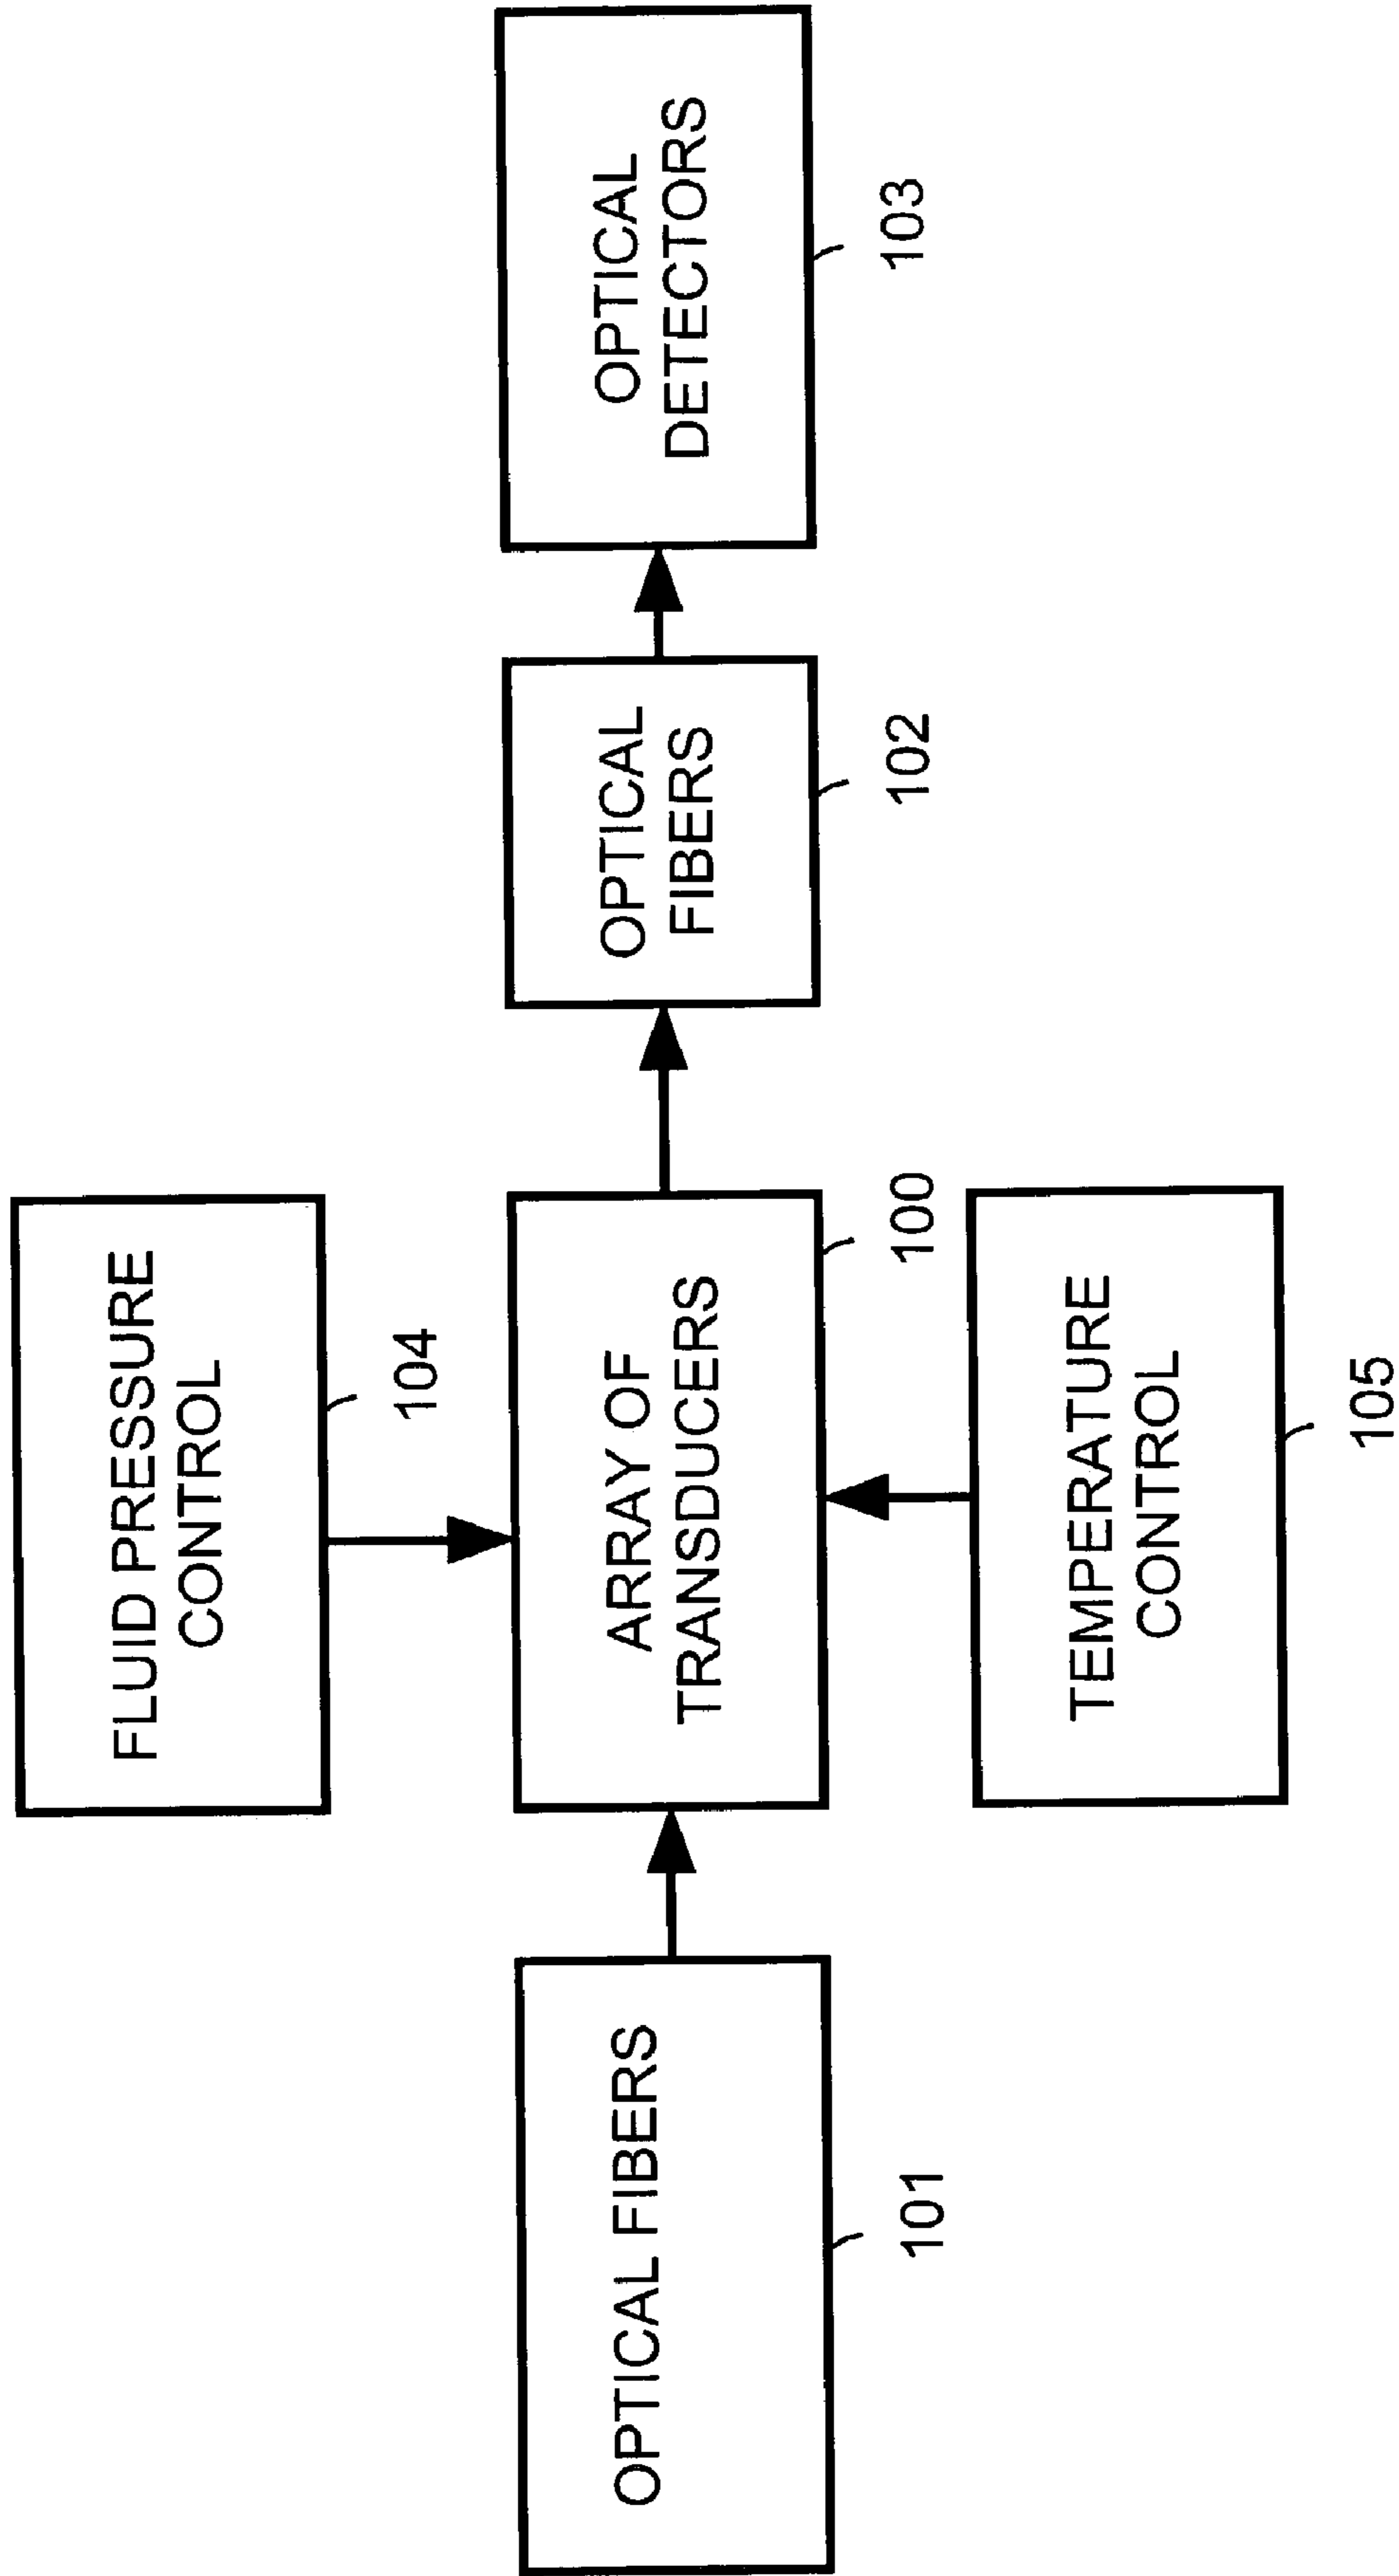 FLUID PRESSURE
CONTROL
104
OPTICAL FIBERS
101
ARRAY OF
TRANSDUCERS
100
OPTICAL
FIBERS
102
OPTICAL
DETECTORS
103
TEMPERATURE
CONTROL
105